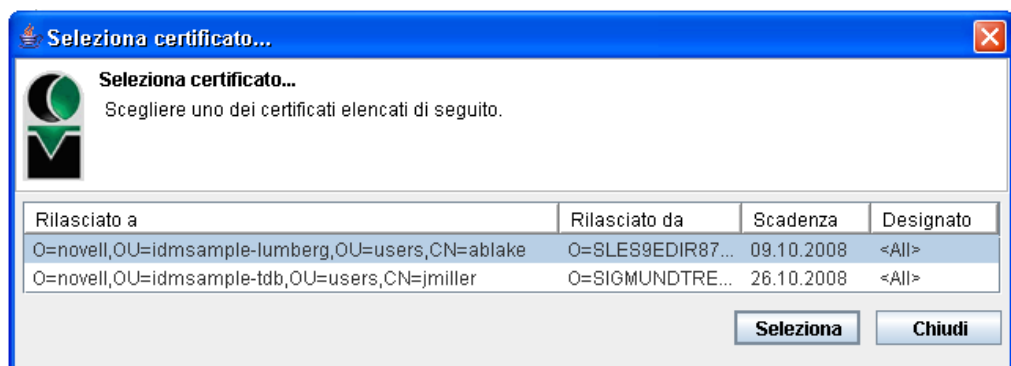 Seleziona certificato...
Seleziona certificato...
Scegliere uno dei certificati elencati di seguito.
Rilasciato a Rilasciato da Scadenza Designato
O=novell,OU=idmsample-lumberg,OU=users,CN=ablake O=SLES9EDIR87... 09.10.2008 <All>
O=novell,OU=idmsample-tdb,OU=users,CN=jmiller O=SIGMUNDTRE... 26.10.2008 <All>
Seleziona Chiudi